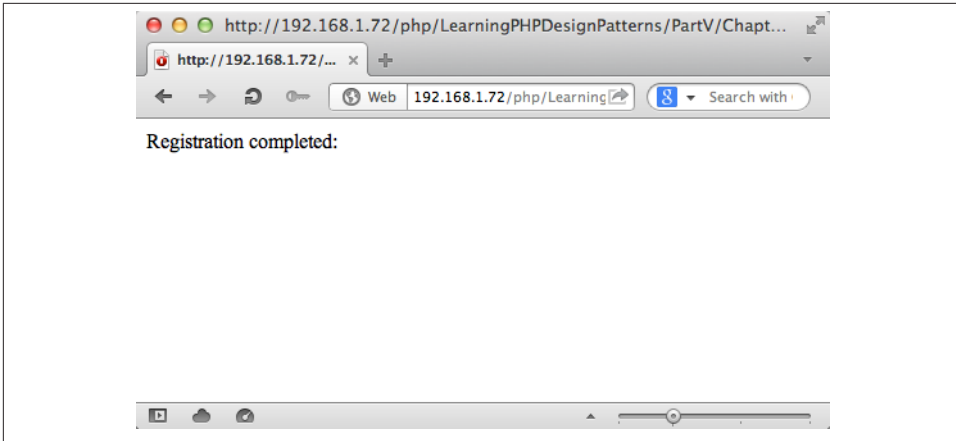 http://192.168.1.72/php/LearningPHPDesignPatterns/PartV/Chapt...
http://192.168.1.72/...
Web 192.168.1.72/php/Learning 8 Search with
Registration completed: